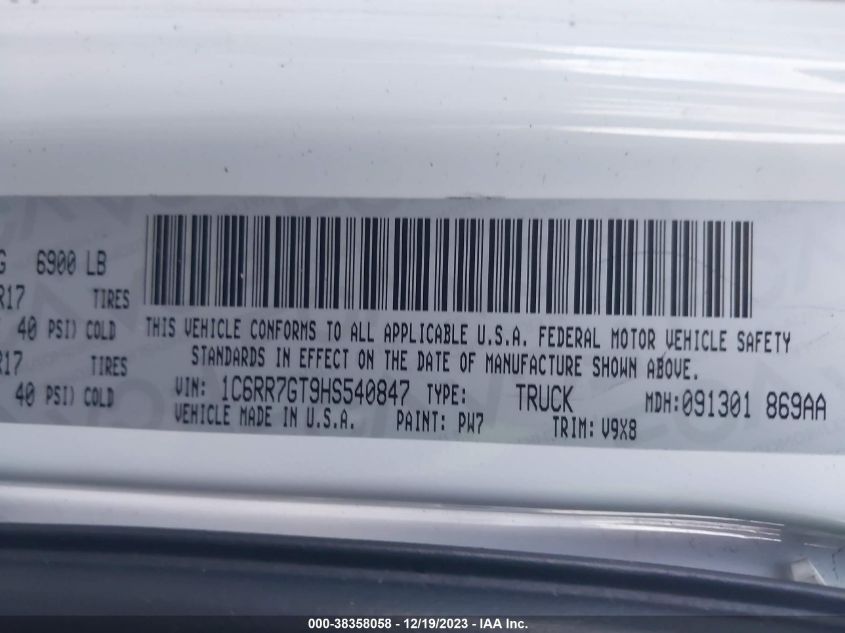 G 6900 LB
R17 TIRES
40 PSI) COLD
R17 TIRES
40 PSI) COLD
THIS VEHICLE CONFORMS TO ALL APPLICABLE U.S.A. FEDERAL MOTOR VEHICLE SAFETY
STANDARDS IN EFFECT ON THE DATE OF MANUFACTURE SHOWN ABOVE.
VIN: 1C6RR7GT9HS540847 TYPE: TRUCK MDH:091301 869AA
VEHICLE MADE IN U.S.A. PAINT: PW7 TRIM: V9X8
000-38358058 - 12/19/2023 - IAA Inc.